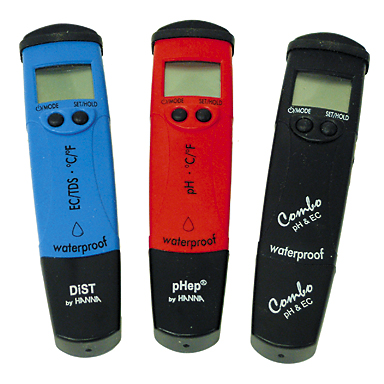 ⏻/MODE SET/HOLD
EC/TDS · °C/°F
waterproof
DiST
by HANNA
⏻/MODE SET/HOLD
pH · °C/°F
waterproof
pHep®
by HANNA
⏻/MODE SET/HOLD
Combo
pH & EC
waterproof
Combo
pH & EC